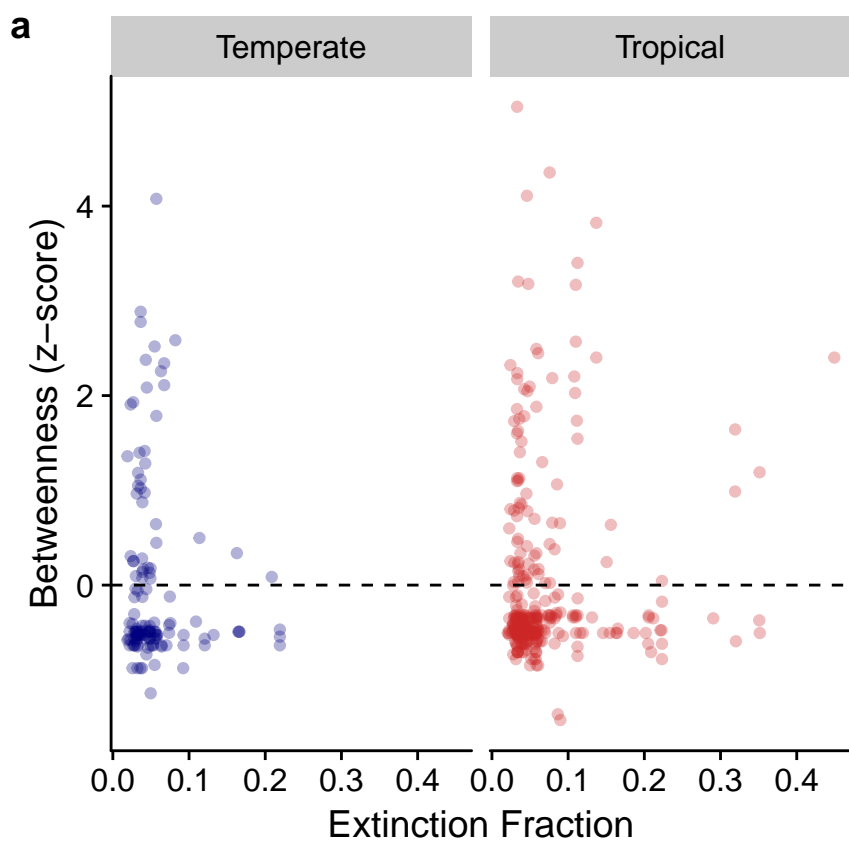 a
Temperate
Tropical
Betweenness (z−score)
4
2
0
0.0 0.1 0.2 0.3 0.4
0.0 0.1 0.2 0.3 0.4
Extinction Fraction